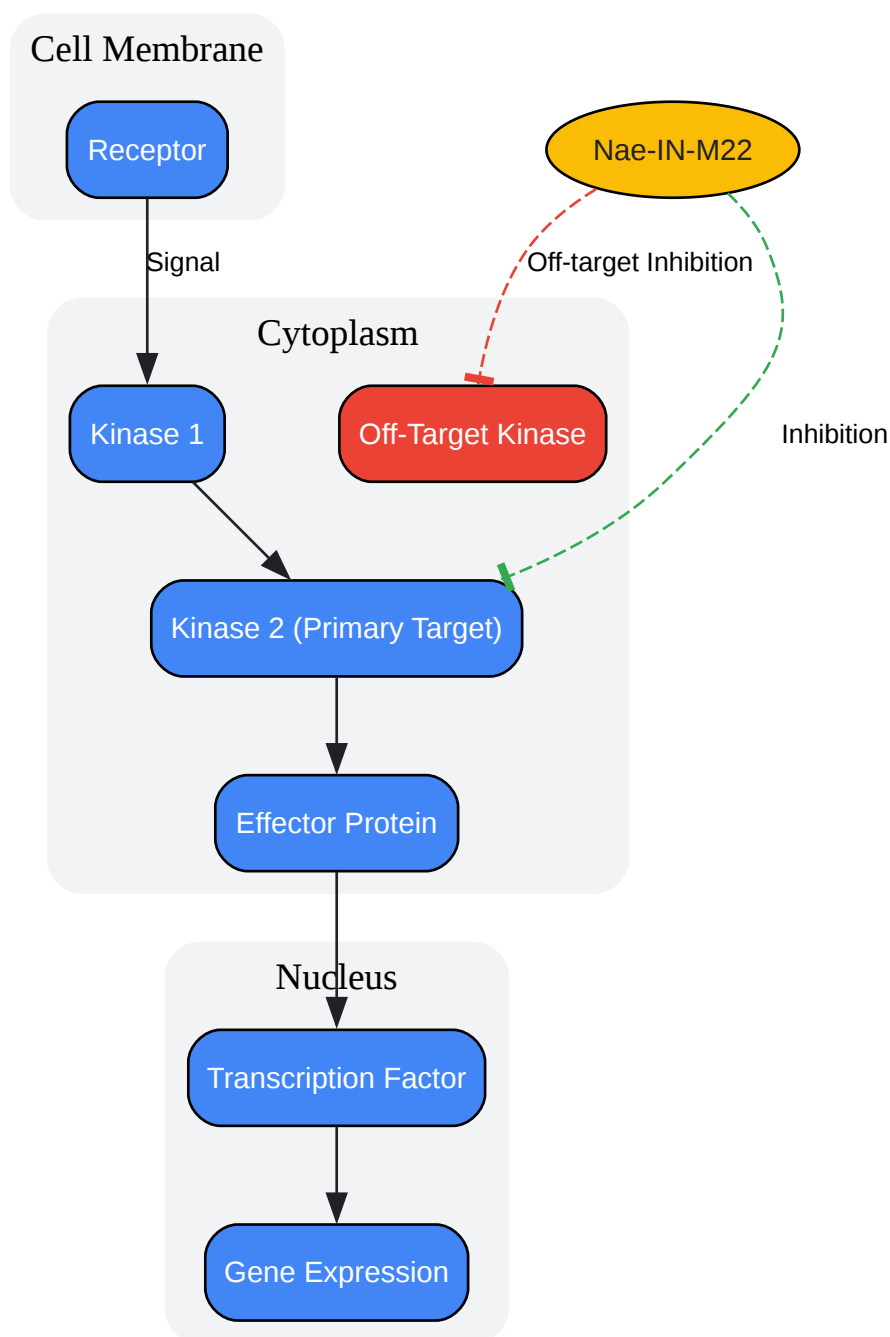 Cell Membrane
Receptor
Nae-IN-M22
Signal
Off-target Inhibition
Cytoplasm
Kinase 1
Off-Target Kinase
Inhibition
Kinase 2 (Primary Target)
Effector Protein
Nucleus
Transcription Factor
Gene Expression